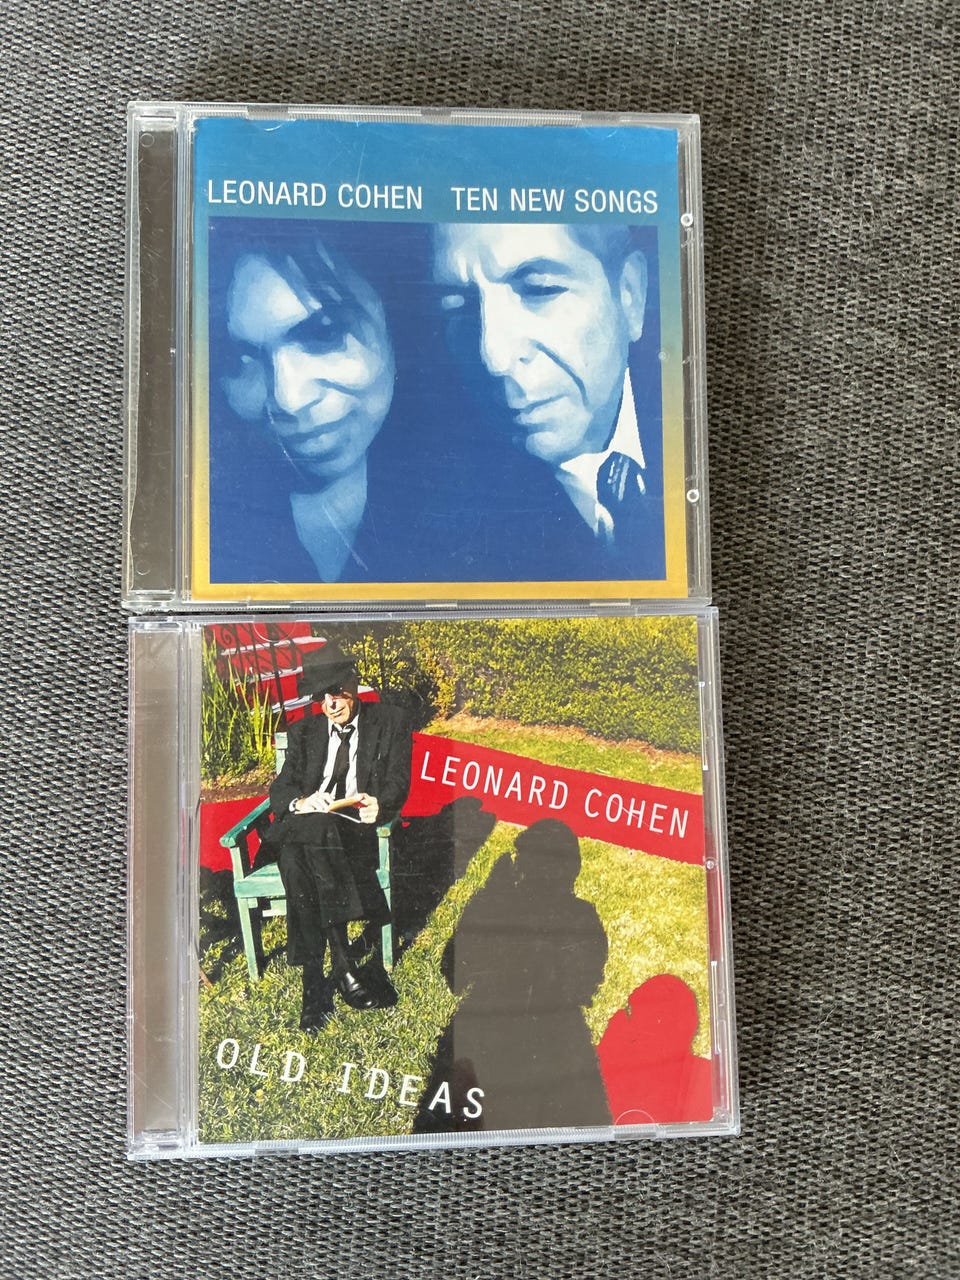 LEONARD COHEN TEN NEW SONGS
LEONARD COHEN
OLD IDEAS